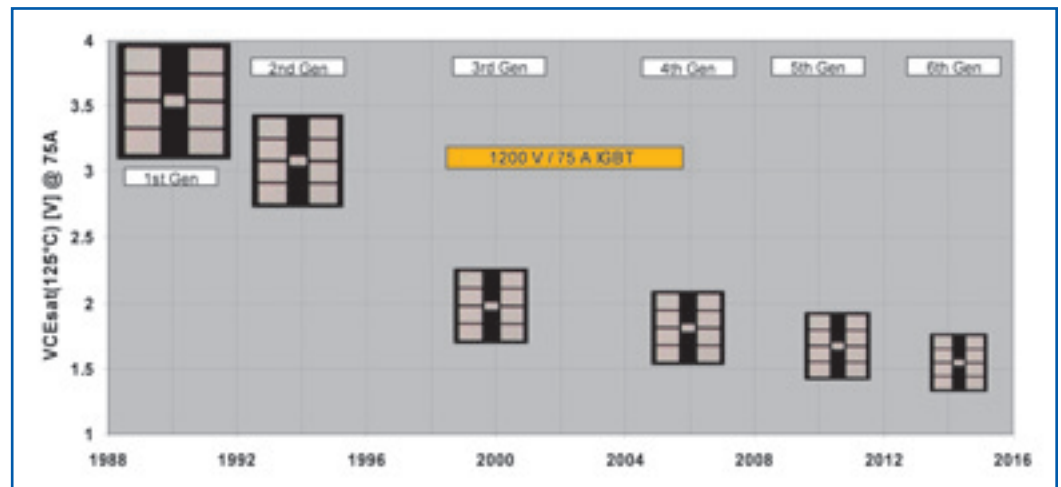 VCEsat(125°C) [V] @ 75A
4
3.5
3
2.5
2
1.5
1
2nd Gen
3rd Gen
4th Gen
5th Gen
6th Gen
1200 V / 75 A IGBT
1st Gen
1988
1992
1996
2000
2004
2008
2012
2016